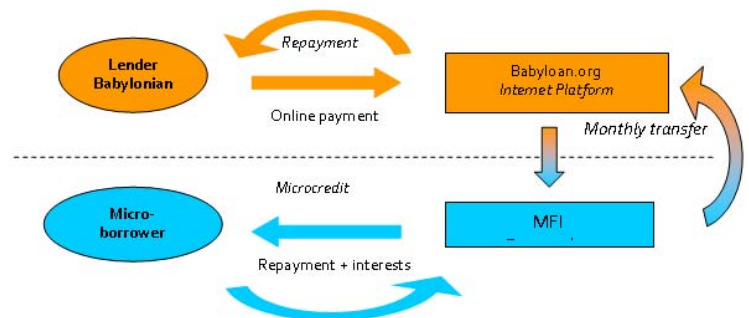 Repayment
Lender
Babylonian
Babyloan.org
Internet Platform
Online payment
Monthly transfer
Microcredit
Micro-
borrower
MFI
Repayment + interests